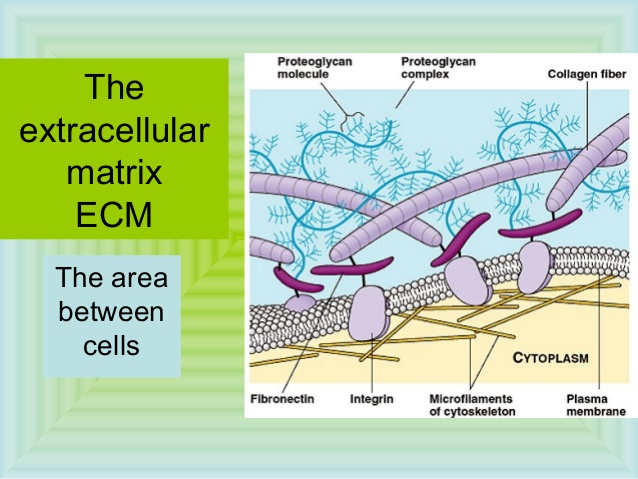 The
extracellular
matrix
ECM
The area
between
cells
Proteoglycan
molecule
Proteoglycan
complex
Collagen fiber
CYTOPLASM
Fibronectin
Integrin
Microfilaments
of cytoskeleton
Plasma
membrane